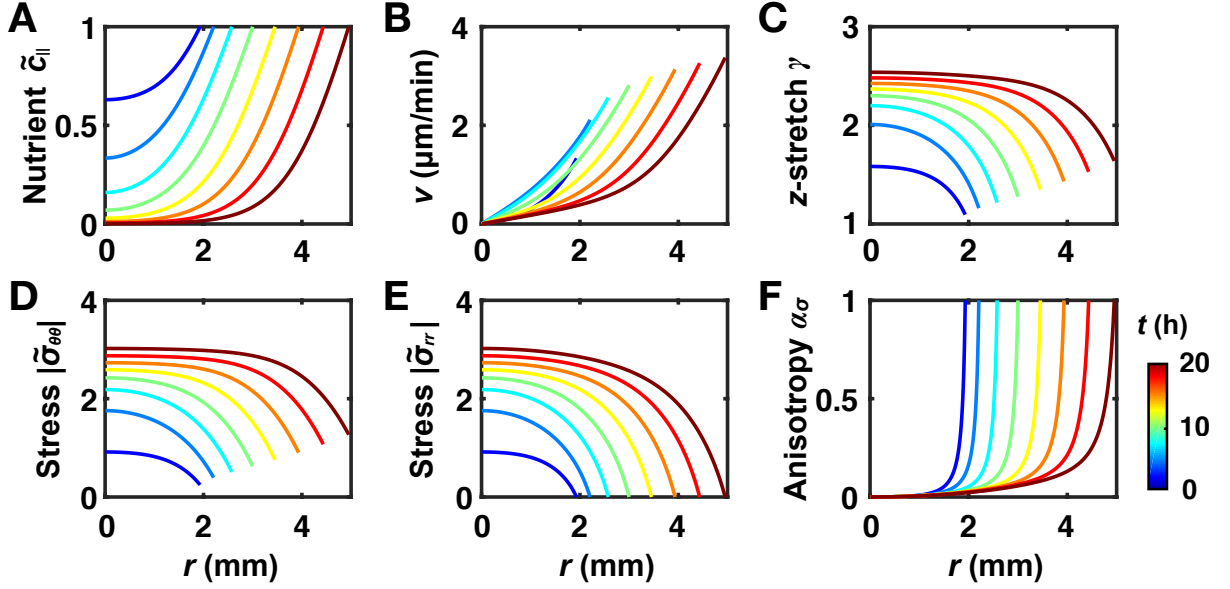 A
Nutrient c̃||
1
0.5
0
0 2 4
B
v (μm/min)
4
2
0
0 2 4
C
z-stretch γ
3
2
1
0 2 4
D
Stress |σ̃θθ|
4
2
0
0 2 4
r (mm)
E
Stress |σ̃rr|
4
2
0
0 2 4
r (mm)
F
Anisotropy ασ
1
0.5
0
0 2 4
r (mm)
t (h)
20
10
0